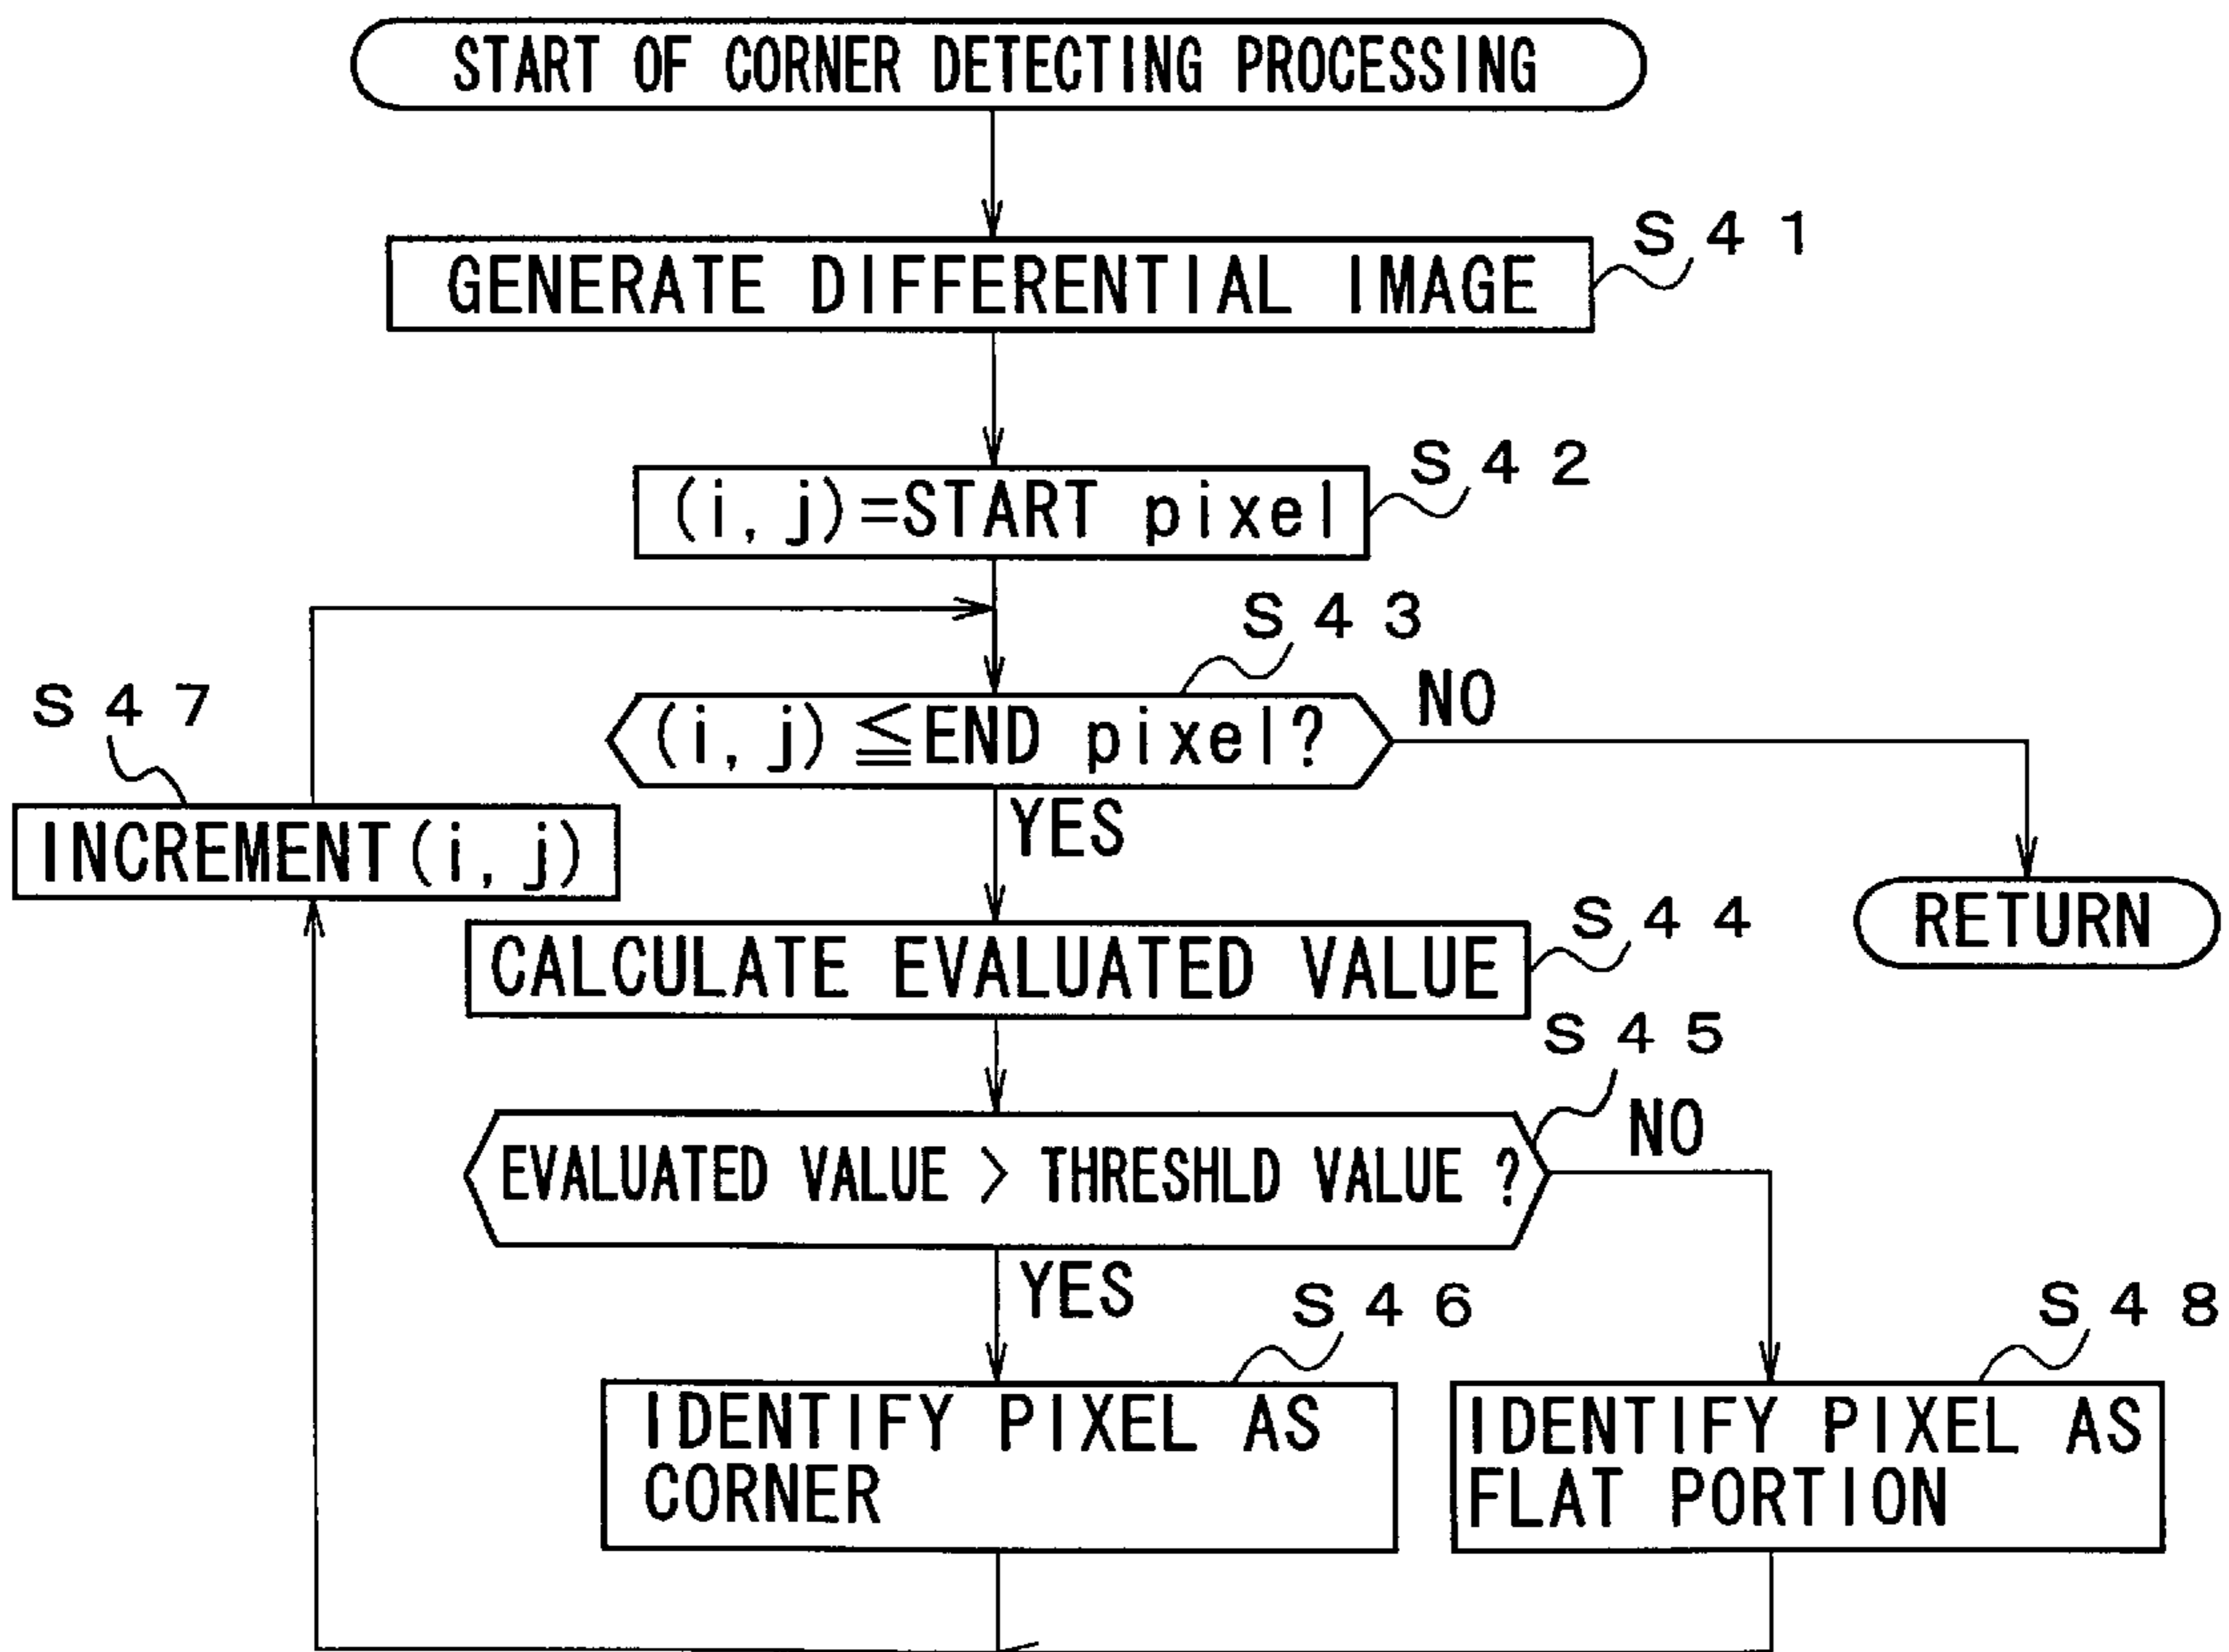 START OF CORNER DETECTING PROCESSING
S41
GENERATE DIFFERENTIAL IMAGE
S42
(i, j)=START pixel
S43
(i, j)≦END pixel?
NO
S47
YES
INCREMENT(i, j)
RETURN
S44
CALCULATE EVALUATED VALUE
S45
NO
EVALUATED VALUE > THRESHLD VALUE ?
YES
S46
S48
IDENTIFY PIXEL AS
CORNER
IDENTIFY PIXEL AS
FLAT PORTION